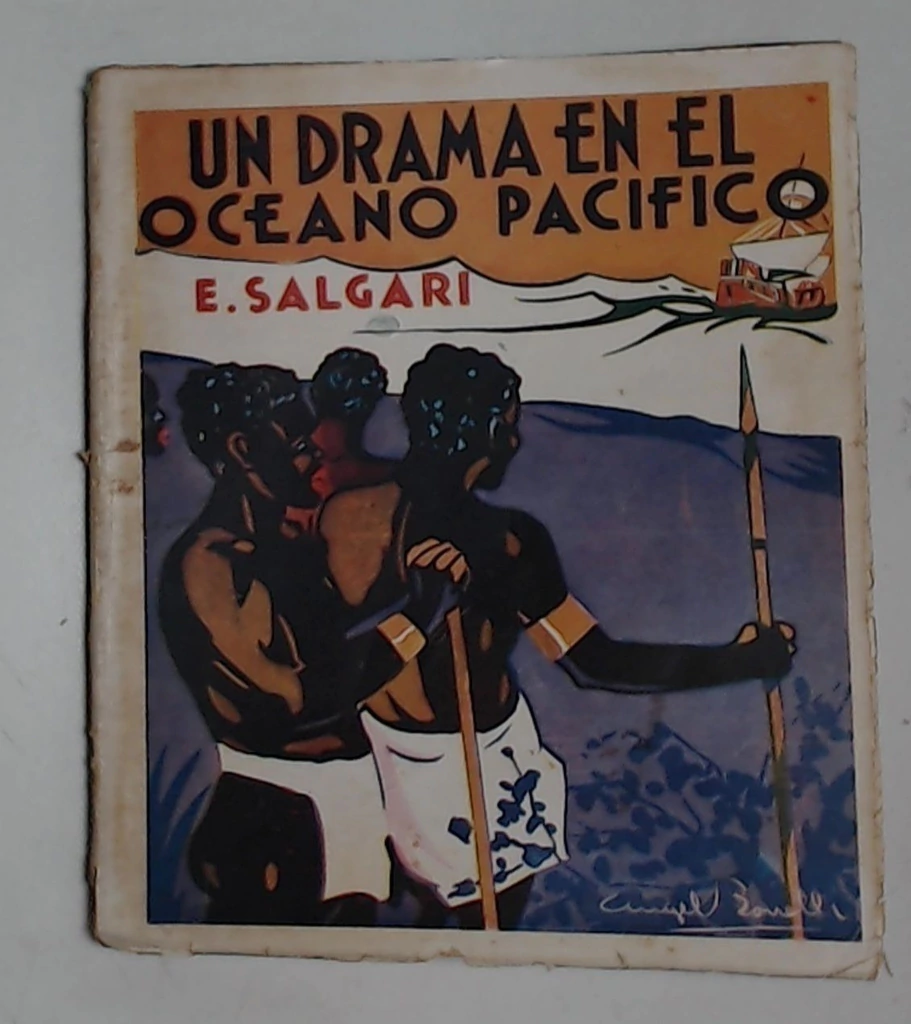 UN DRAMA EN EL
OCEANO PACIFICO
E. SALGARI